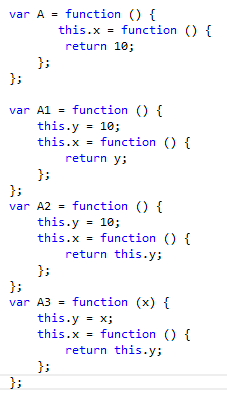 var A = function () {
        this.x = function () {
         return 10;
     };
};

var A1 = function () {
     this.y = 10;
     this.x = function () {
         return y;
     };
};
var A2 = function () {
     this.y = 10;
     this.x = function () {
         return this.y;
     };
};
var A3 = function (x) {
     this.y = x;
     this.x = function () {
         return this.y;
     };
};